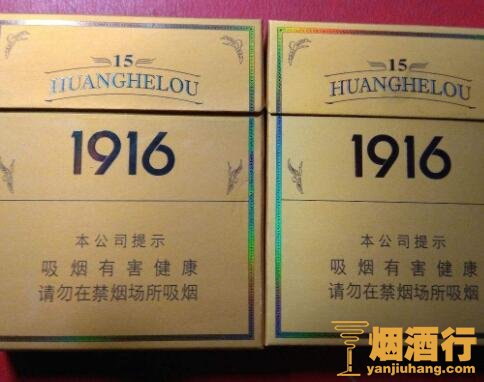 15
HUANGHELOU
1916
本公司提示
吸烟有害健康
请勿在禁烟场所吸烟
15
HUANGHELOU
1916
本公司提示
吸烟有害健康
请勿在禁烟场所吸烟
烟酒行
yanjiuhang.com